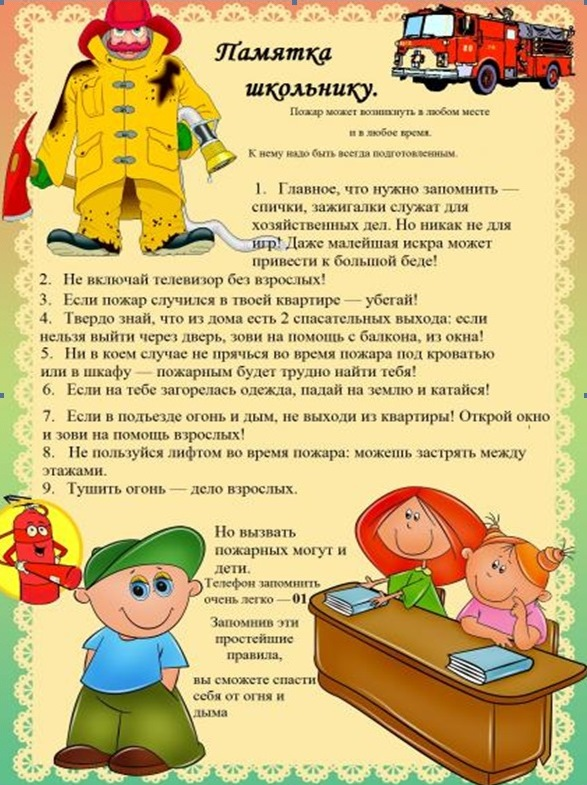 Памятка
школьнику.
Пожар может возникнуть в любом месте
и в любое время.
К нему надо быть всегда подготовленным.
1. Главное, что нужно запомнить —
спички, зажигалки служат для
хозяйственных дел. Но никак не для
игр! Даже малейшая искра может
привести к большой беде!
2. Не включай телевизор без взрослых!
3. Если пожар случился в твоей квартире — убегай!
4. Твердо знай, что из дома есть 2 спасательных выхода: если
нельзя выйти через дверь, зови на помощь с балкона, из окна!
5. Ни в коем случае не прячься во время пожара под кроватью
или в шкафу — пожарным будет трудно найти тебя!
6. Если на тебе загорелась одежда, падай на землю и катайся!
7. Если в подъезде огонь и дым, не выходи из квартиры! Открой окно
и зови на помощь взрослых!
8. Не пользуйся лифтом во время пожара: можешь застрять между
этажами.
9. Тушить огонь — дело взрослых.
Но вызвать
пожарных могут и
дети.
Телефон запомнить
очень легко — 01
Запомнив эти
простейшие
правила,
вы сможете спасти
себя от огня и
дыма